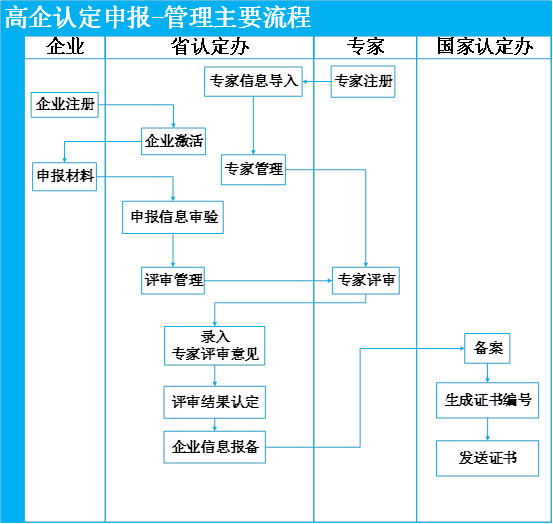 高企认定申报-管理主要流程
企业
省认定办
专家
国家认定办
专家信息导入
专家注册
企业注册
企业激活
专家管理
申报材料
申报信息审验
评审管理
专家评审
录入
专家评审意见
备案
评审结果认定
生成证书编号
企业信息报备
发送证书